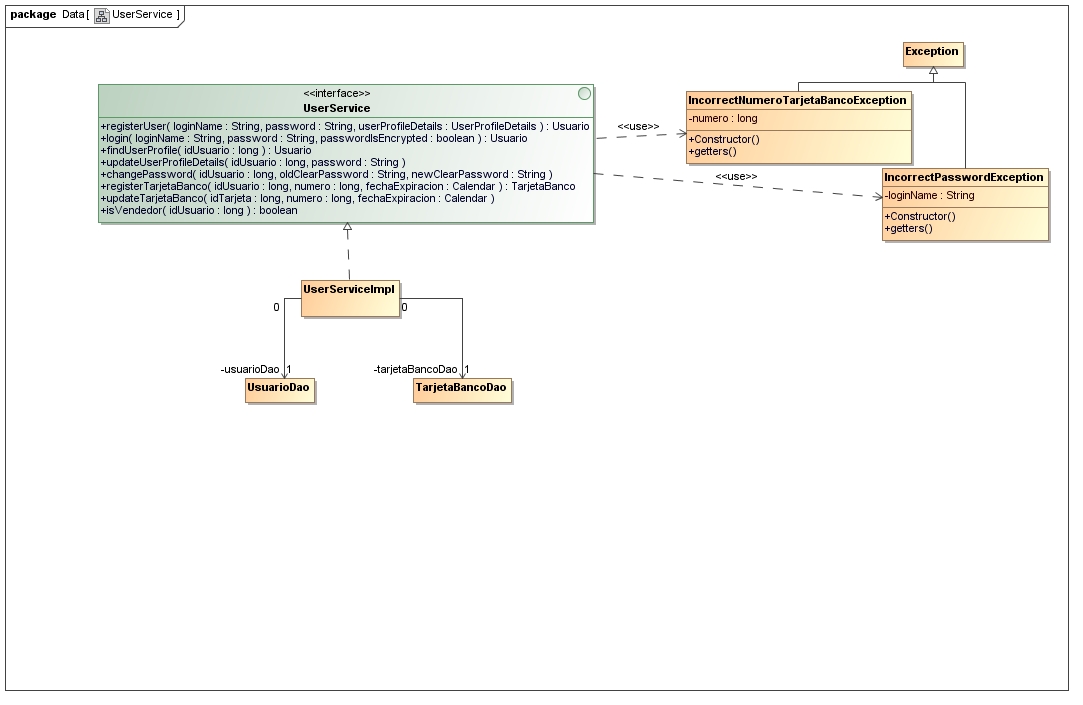 package Data[ UserService ]
Exception
<<interface>>
UserService
+registerUser( loginName : String, password : String, userProfileDetails : UserProfileDetails ) : Usuario
+login( loginName : String, password : String, passwordIsEncrypted : boolean ) : Usuario
+findUserProfile( idUsuario : long ) : Usuario
+updateUserProfileDetails( idUsuario : long, password : String )
+changePassword( idUsuario : long, oldClearPassword : String, newClearPassword : String )
+registerTarjetaBanco( idUsuario : long, numero : long, fechaExpiracion : Calendar ) : TarjetaBanco
+updateTarjetaBanco( idTarjeta : long, numero : long, fechaExpiracion : Calendar )
+isVendedor( idUsuario : long ) : boolean
<<use>>
IncorrectNumeroTarjetaBancoException
-numero : long
+Constructor()
+getters()
<<use>>
IncorrectPasswordException
-loginName : String
+Constructor()
+getters()
UserServiceImpl
0
0
-usuarioDao 1
-tarjetaBancoDao 1
UsuarioDao
TarjetaBancoDao